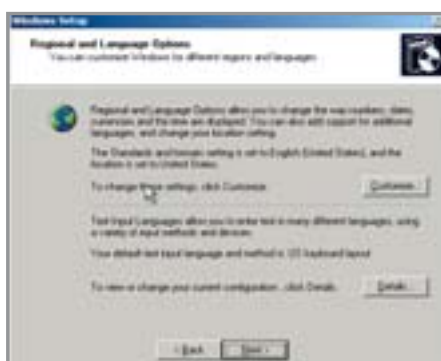 Windows Setup
Regional and Language Options
You can customize Windows for different regions and languages.
Regional and Language Options allow you to change the way numbers, dates,
currencies and the time are displayed. You can also add support for additional
languages, and change your location setting.
The Standards and formats setting is set to English (United States), and the
location is set to United States.
To change these settings, click Customize.
Customize...
Text Input Languages allow you to enter text in many different languages, using
a variety of input methods and devices.
Your default text input language and method is: US keyboard layout
To view or change your current configuration, click Details.
Details...
< Back
Next >